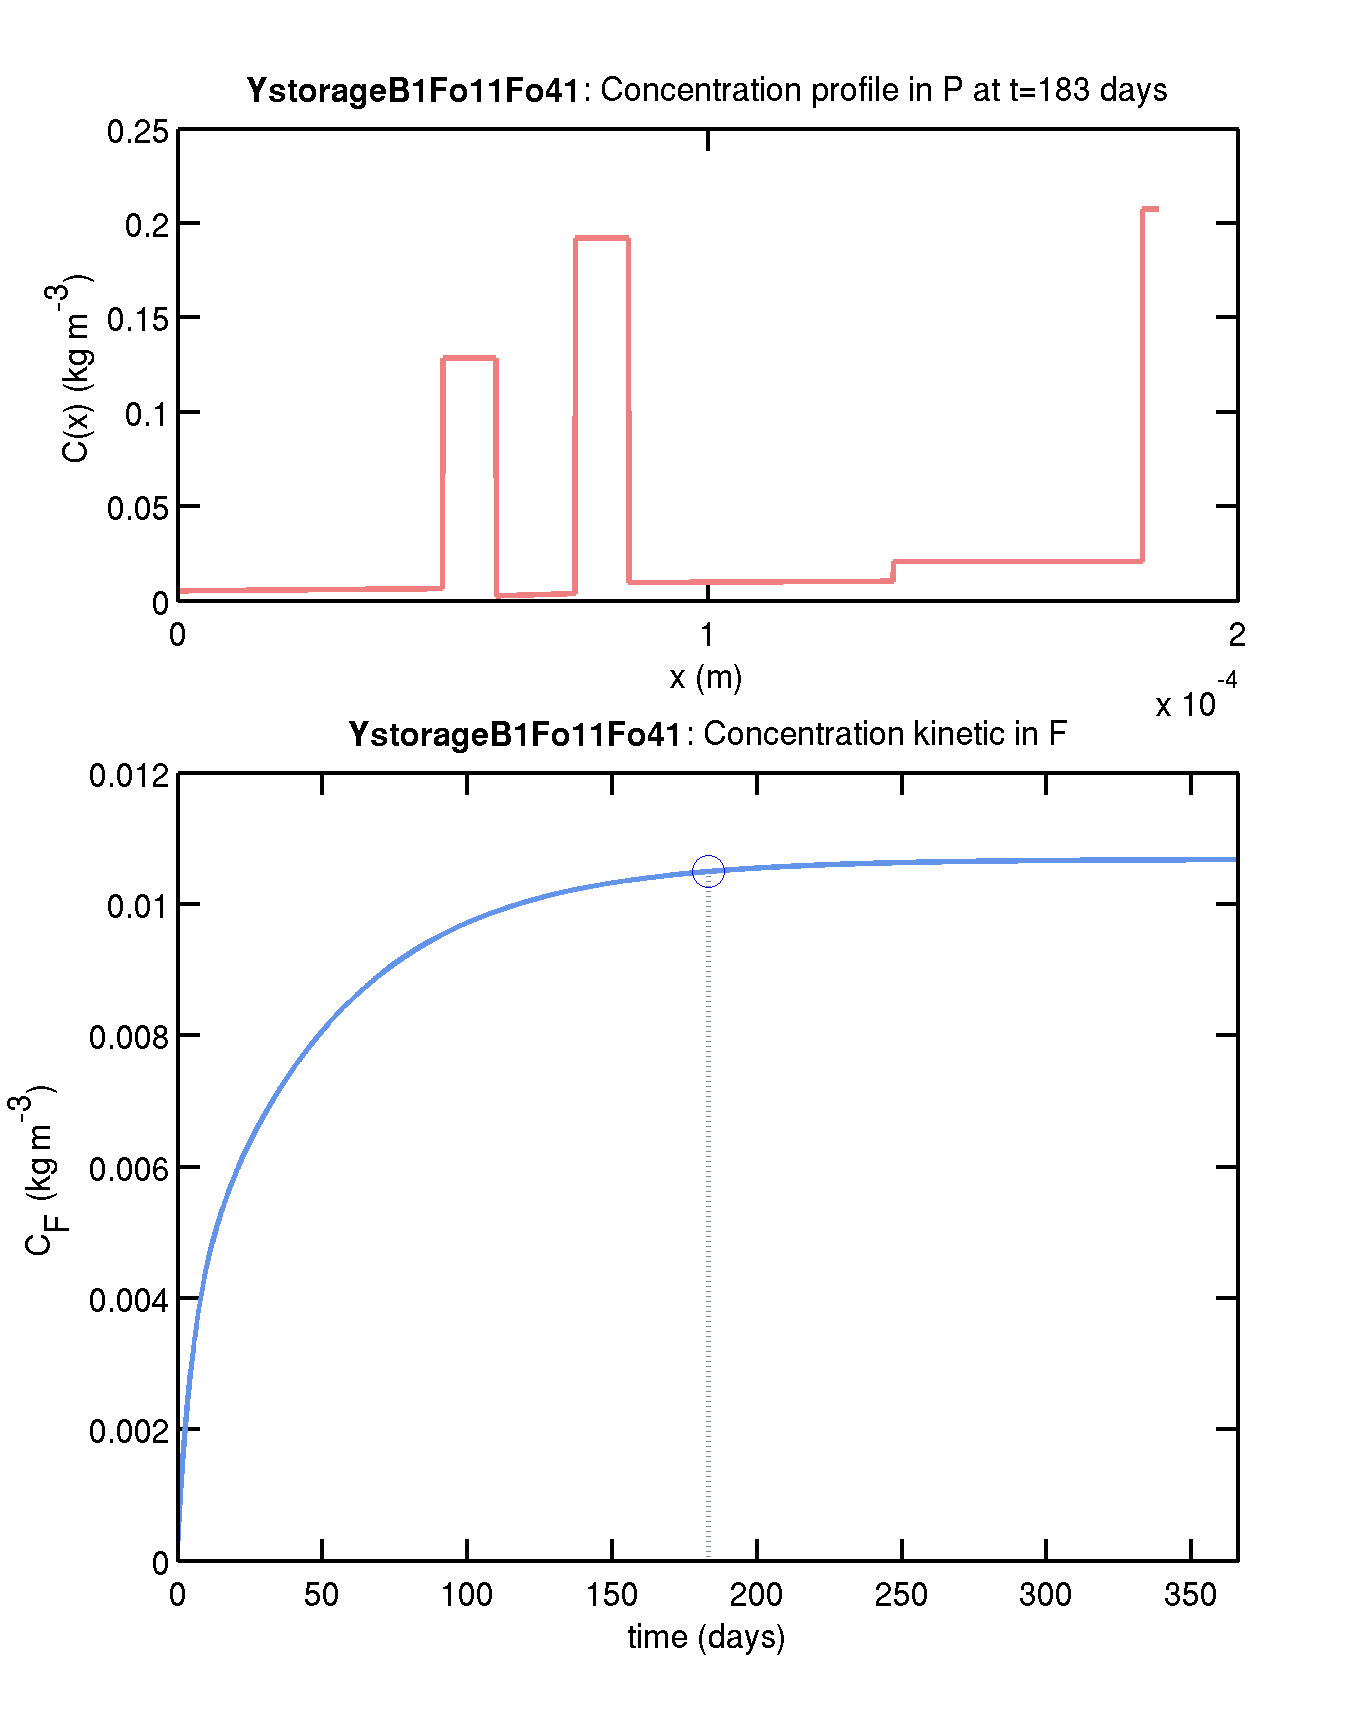 YstorageB1Fo11Fo41: Concentration profile in P at t=183 days
0.25
0.2
0.15
0.1
0.05
0
C(x) (kg m-3)
0 1 2
x (m)
x 10-4
YstorageB1Fo11Fo41: Concentration kinetic in F
0.012
0.01
0.008
0.006
0.004
0.002
0
CF (kg m-3)
0 50 100 150 200 250 300 350
time (days)